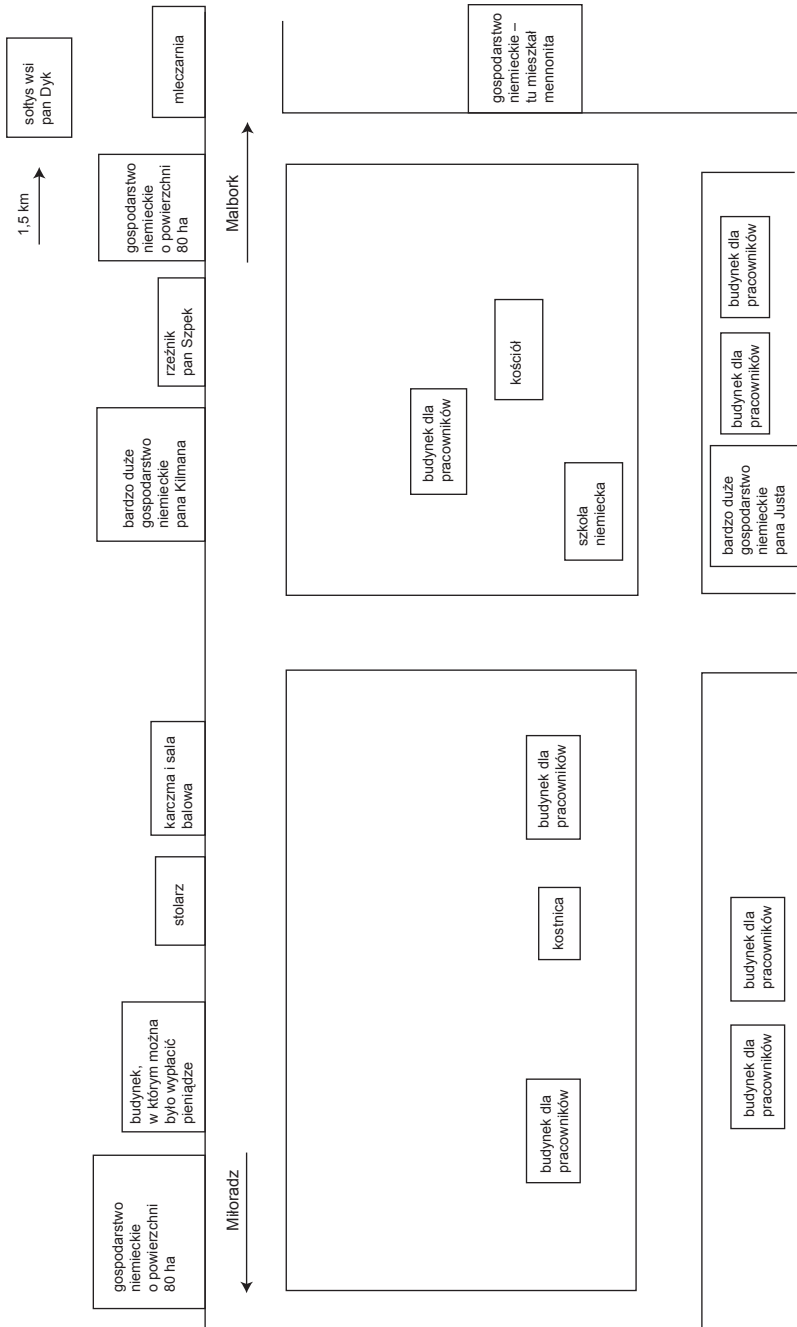 gospodarstwo
niemieckie
o powierzchni
80 ha
budynek,
w którym można
było wypłacić
pieniądze
stolarz
karczma i sala
balowa
bardzo duże
gospodarstwo
niemieckie
pana Kilmana
rzeźnik
pan Szpek
gospodarstwo
niemieckie
o powierzchni
80 ha
mleczarnia
1,5 km
sołtys wsi
pan Dyk
Miłoradz
Malbork
budynek dla
pracowników
kostnica
budynek dla
pracowników
szkoła
niemiecka
budynek dla
pracowników
kościół
gospodarstwo
niemieckie –
tu mieszkał
mennonita
budynek dla
pracowników
budynek dla
pracowników
bardzo duże
gospodarstwo
niemieckie
pana Justa
budynek dla
pracowników
budynek dla
pracowników